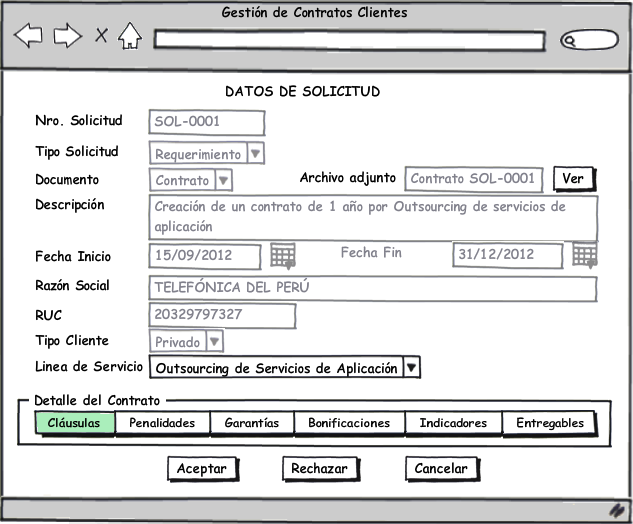 Gestión de Contratos Clientes
DATOS DE SOLICITUD
Nro. Solicitud SOL-0001
Tipo Solicitud Requerimiento
Documento Contrato Archivo adjunto Contrato SOL-0001 Ver
Descripción Creación de un contrato de 1 año por Outsourcing de servicios de
aplicación
Fecha Inicio 15/09/2012 Fecha Fin 31/12/2012
Razón Social TELEFÓNICA DEL PERÚ
RUC 20329797327
Tipo Cliente Privado
Linea de Servicio Outsourcing de Servicios de Aplicación
Detalle del Contrato
Cláusulas Penalidades Garantías Bonificaciones Indicadores Entregables
Aceptar Rechazar Cancelar